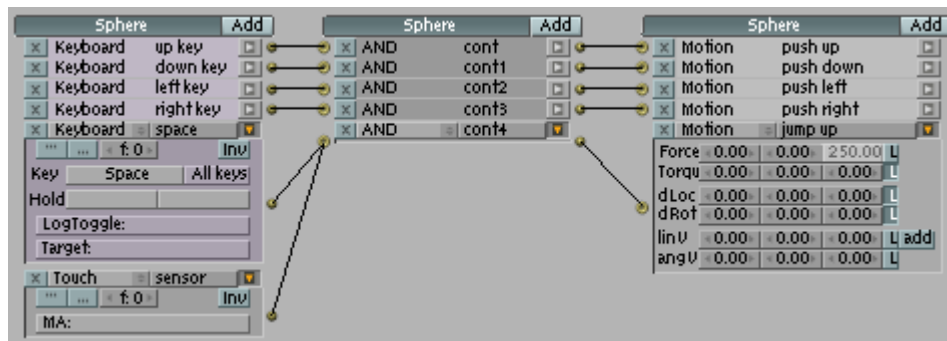 Sphere Add Sphere Add Sphere Add
x Keyboard up key x AND cont x Motion push up
x Keyboard down key x AND cont1 x Motion push down
x Keyboard left key x AND cont2 x Motion push left
x Keyboard right key x AND cont3 x Motion push right
x Keyboard space x AND cont4 x Motion jump up
''' ... f: 0 Inv
Key Space All keys
Hold
LogToggle:
Target:
x Touch sensor
''' ... f: 0 Inv
MA:
Force 0.00 0.00 250.00 L
Torqu 0.00 0.00 0.00 L
dLoc 0.00 0.00 0.00 L
dRot 0.00 0.00 0.00 L
linV 0.00 0.00 0.00 L add
angV 0.00 0.00 0.00 L